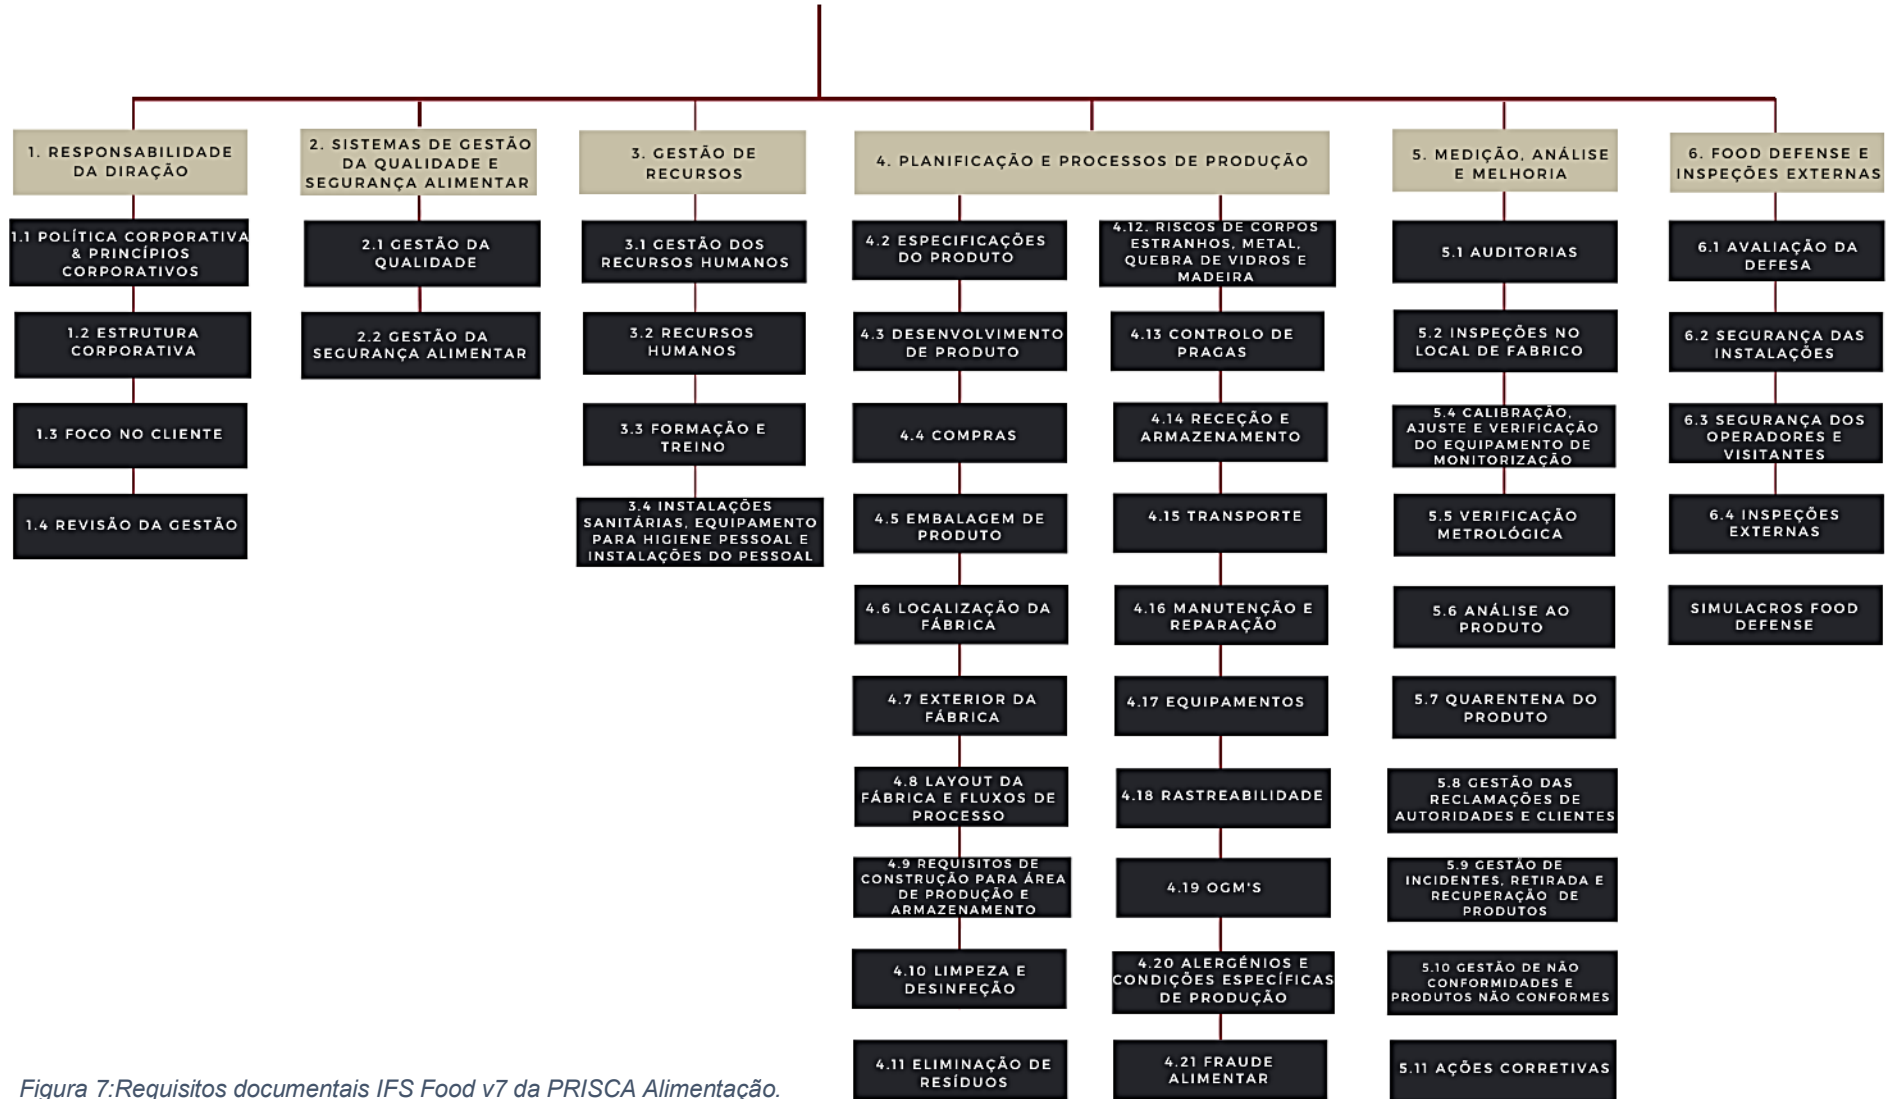 1. RESPONSABILIDADE
DA DIRAÇÃO
1.1 POLÍTICA CORPORATIVA
& PRINCÍPIOS
CORPORATIVOS
1.2 ESTRUTURA
CORPORATIVA
1.3 FOCO NO CLIENTE
1.4 REVISÃO DA GESTÃO
2. SISTEMAS DE GESTÃO
DA QUALIDADE E
SEGURANÇA ALIMENTAR
2.1 GESTÃO DA
QUALIDADE
2.2 GESTÃO DA
SEGURANÇA ALIMENTAR
3. GESTÃO DE
RECURSOS
3.1 GESTÃO DOS
RECURSOS HUMANOS
3.2 RECURSOS
HUMANOS
3.3 FORMAÇÃO E
TREINO
3.4 INSTALAÇÕES
SANITÁRIAS, EQUIPAMENTO
PARA HIGIENE PESSOAL E
INSTALAÇÕES DO PESSOAL
4. PLANIFICAÇÃO E PROCESSOS DE PRODUÇÃO
4.2 ESPECIFICAÇÕES
DO PRODUTO
4.3 DESENVOLVIMENTO
DE PRODUTO
4.4 COMPRAS
4.5 EMBALAGEM DE
PRODUTO
4.6 LOCALIZAÇÃO DA
FÁBRICA
4.7 EXTERIOR DA
FÁBRICA
4.8 LAYOUT DA
FÁBRICA E FLUXOS DE
PROCESSO
4.9 REQUISITOS DE
CONSTRUÇÃO PARA ÁREA
DE PRODUÇÃO E
ARMAZENAMENTO
4.10 LIMPEZA E
DESINFEÇÃO
4.11 ELIMINAÇÃO DE
RESÍDUOS
4.12. RISCOS DE CORPOS
ESTRANHOS, METAL,
QUEBRA DE VIDROS E
MADEIRA
4.13 CONTROLO DE
PRAGAS
4.14 RECEÇÃO E
ARMAZENAMENTO
4.15 TRANSPORTE
4.16 MANUTENÇÃO E
REPARAÇÃO
4.17 EQUIPAMENTOS
4.18 RASTREABILIDADE
4.19 OGM'S
4.20 ALERGÉNIOS E
CONDIÇÕES ESPECÍFICAS
DE PRODUÇÃO
4.21 FRAUDE
ALIMENTAR
5. MEDIÇÃO, ANÁLISE
E MELHORIA
5.1 AUDITORIAS
5.2 INSPEÇÕES NO
LOCAL DE FABRICO
5.4 CALIBRAÇÃO,
AJUSTE E VERIFICAÇÃO
DO EQUIPAMENTO DE
MONITORIZAÇÃO
5.5 VERIFICAÇÃO
METROLÓGICA
5.6 ANÁLISE AO
PRODUTO
5.7 QUARENTENA DO
PRODUTO
5.8 GESTÃO DAS
RECLAMAÇÕES DE
AUTORIDADES E CLIENTES
5.9 GESTÃO DE
INCIDENTES, RETIRADA E
RECUPERAÇÃO DE
PRODUTOS
5.10 GESTÃO DE NÃO
CONFORMIDADES E
PRODUTOS NÃO CONFORMES
5.11 AÇÕES CORRETIVAS
6. FOOD DEFENSE E
INSPEÇÕES EXTERNAS
6.1 AVALIAÇÃO DA
DEFESA
6.2 SEGURANÇA DAS
INSTALAÇÕES
6.3 SEGURANÇA DOS
OPERADORES E
VISITANTES
6.4 INSPEÇÕES
EXTERNAS
SIMULACROS FOOD
DEFENSE
Figura 7:Requisitos documentais IFS Food v7 da PRISCA Alimentação.